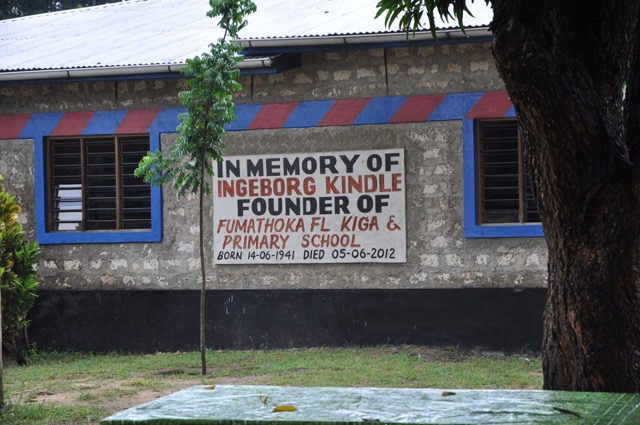 IN MEMORY OF
INGEBORG KINDLE
FOUNDER OF
FUMATHOKA FL KIGA &
PRIMARY SCHOOL
BORN 14-06-1941 DIED 05-06-2012